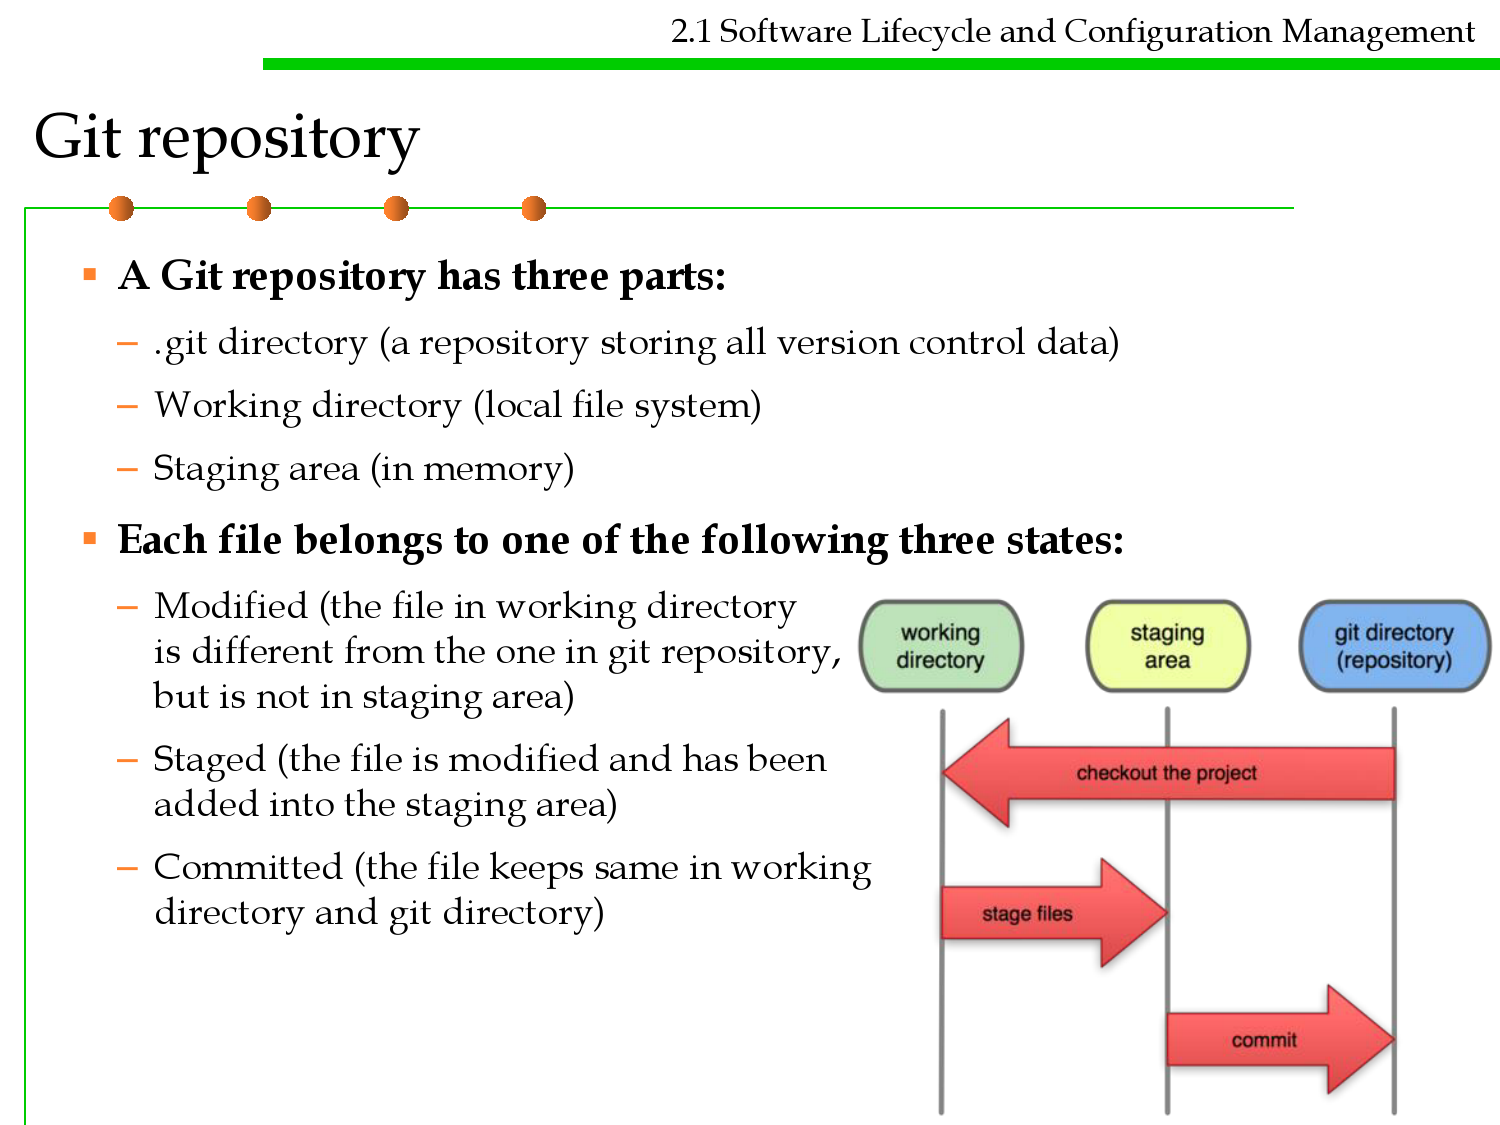 2.1 Software Lifecycle and Configuration Management
Git repository
▪ A Git repository has three parts:
– .git directory (a repository storing all version control data)
– Working directory (local file system)
– Staging area (in memory)
▪ Each file belongs to one of the following three states:
– Modified (the file in working directory
is different from the one in git repository,
but is not in staging area)
– Staged (the file is modified and has been
added into the staging area)
– Committed (the file keeps same in working
directory and git directory)
working
directory
staging
area
git directory
(repository)
checkout the project
stage files
commit